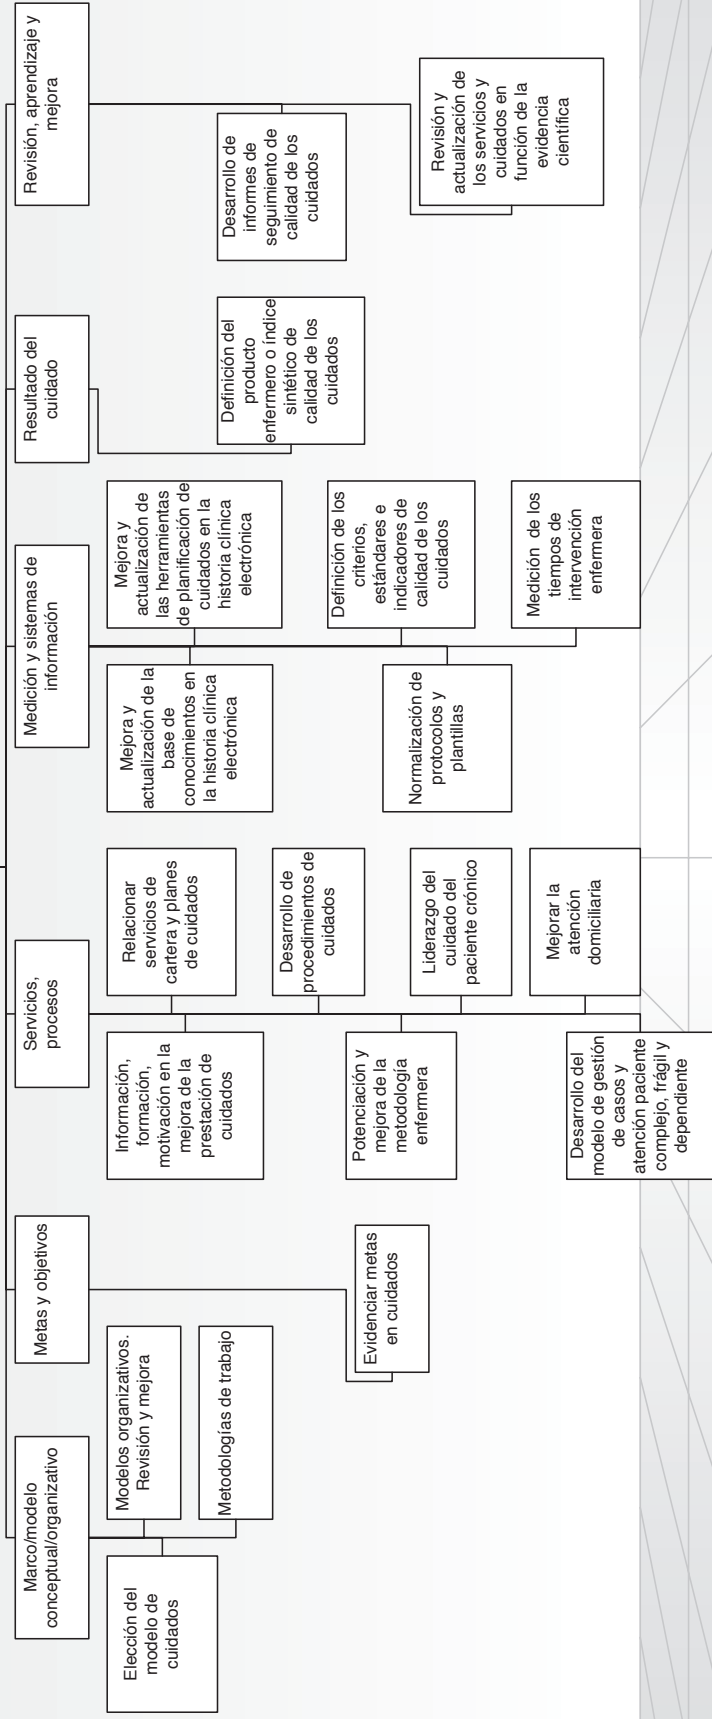 Marco/modelo
conceptual/organizativo
Elección del
modelo de
cuidados
Modelos organizativos.
Revisión y mejora
Metodologías de trabajo
Metas y objetivos
Evidenciar metas
en cuidados
Servicios,
procesos
Información,
formación,
motivación en la
mejora de la
prestación de
cuidados
Relacionar
servicios de
cartera y planes
de cuidados
Desarrollo de
procedimientos de
cuidados
Potenciación y
mejora de la
metodología
enfermera
Liderazgo del
cuidado del
paciente crónico
Mejorar la
atención
domiciliaria
Desarrollo del
modelo de gestión
de casos y
atención paciente
complejo, frágil y
dependiente
Medición y sistemas de
información
Mejora y
actualización de la
base de
conocimientos en
la historia clínica
electrónica
Mejora y
actualización de
las herramientas
de planificación de
cuidados en la
historia clínica
electrónica
Definición de los
criterios,
estándares e
indicadores de
calidad de los
cuidados
Normalización de
protocolos y
plantillas
Medición de los
tiempos de
intervención
enfermera
Resultado del
cuidado
Definición del
producto
enfermero o índice
sintético de
calidad de los
cuidados
Revisión, aprendizaje y
mejora
Desarrollo de
informes de
seguimiento de
calidad de los
cuidados
Revisión y
actualización de
los servicios y
cuidados en
función de la
evidencia
científica